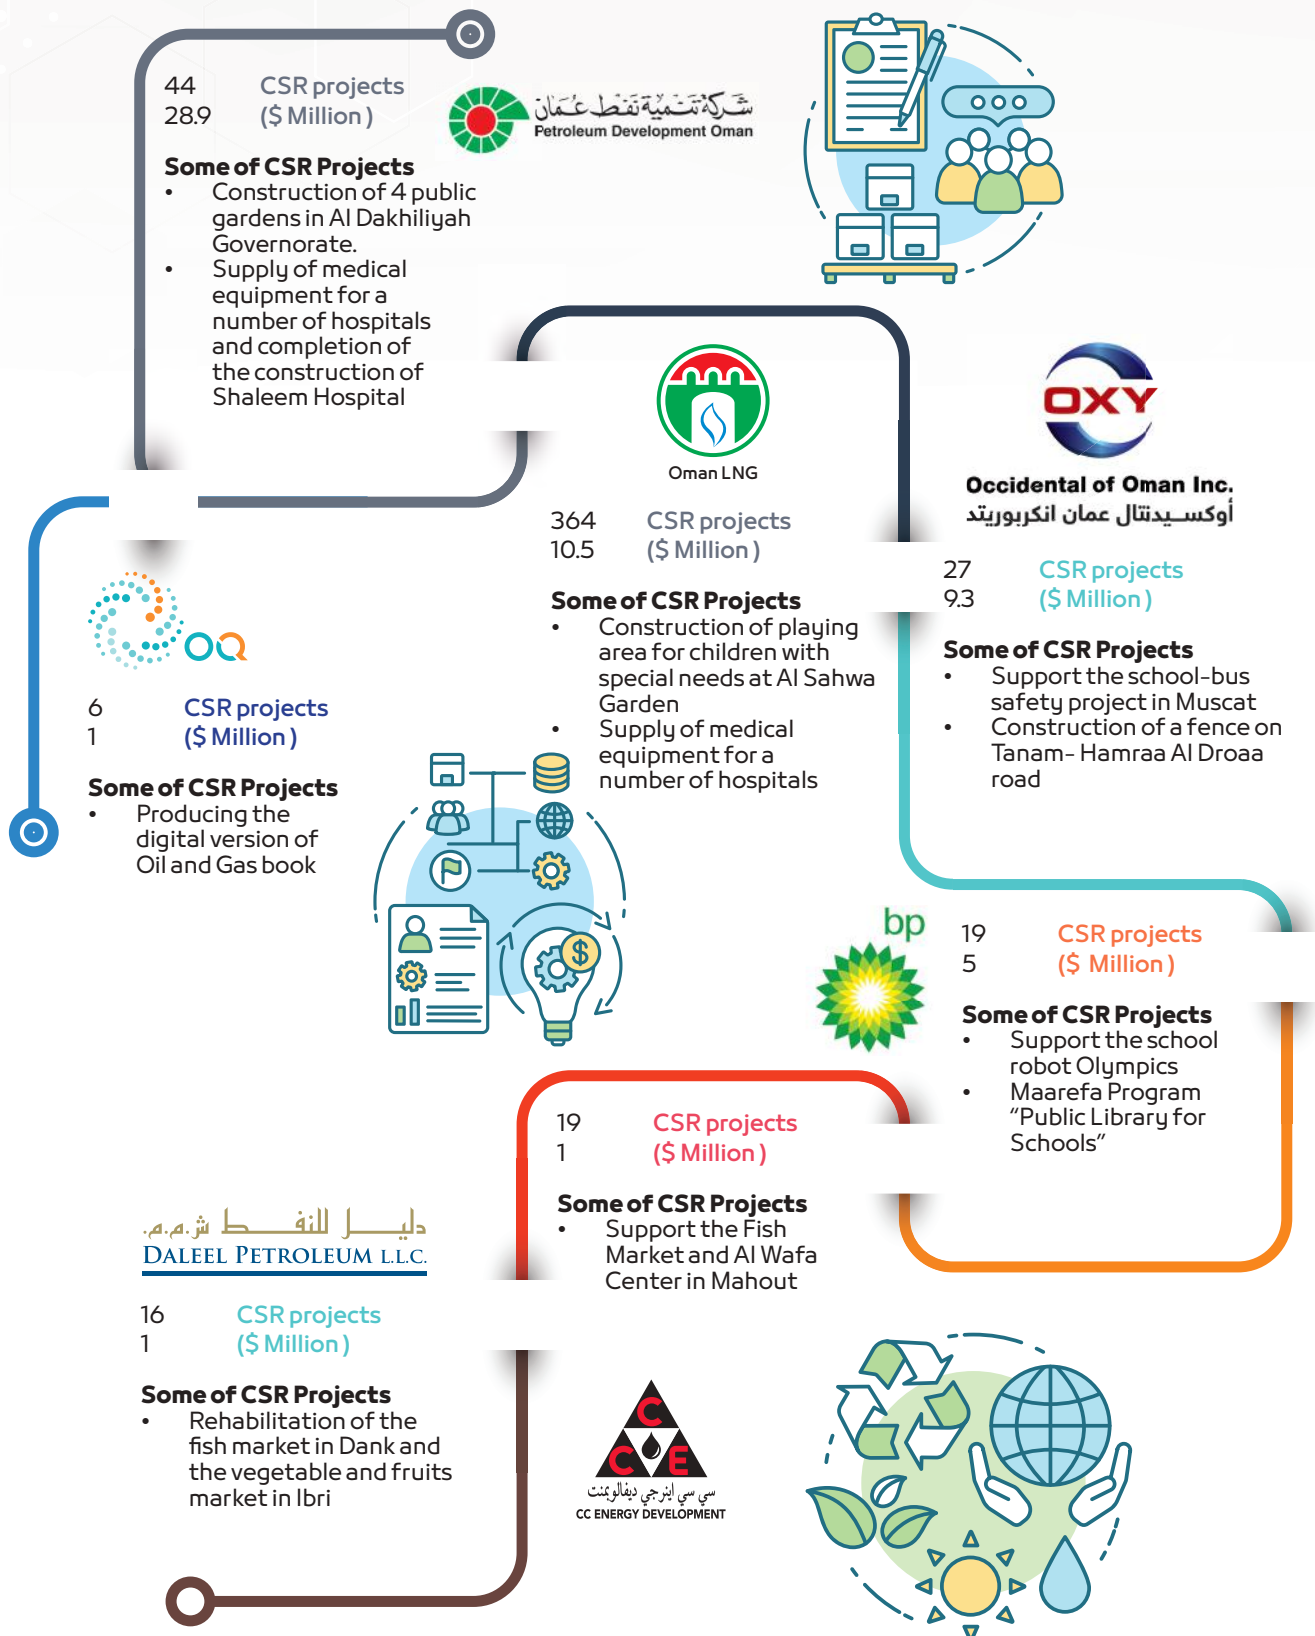 44 CSR projects
28.9 ($ Million )
شركة تنمية نفط عُمان
Petroleum Development Oman
Some of CSR Projects
• Construction of 4 public
gardens in Al Dakhiliyah
Governorate.
• Supply of medical
equipment for a
number of hospitals
and completion of
the construction of
Shaleem Hospital
OQ
6 CSR projects
1 ($ Million )
Some of CSR Projects
• Producing the
digital version of
Oil and Gas book
Oman LNG
364 CSR projects
10.5 ($ Million )
Some of CSR Projects
• Construction of playing
area for children with
special needs at Al Sahwa
Garden
• Supply of medical
equipment for a
number of hospitals
OXY
Occidental of Oman Inc.
أوكسيدنتال عمان انكربوريتد
27 CSR projects
9.3 ($ Million )
Some of CSR Projects
• Support the school-bus
safety project in Muscat
• Construction of a fence on
Tanam- Hamraa Al Droaa
road
$
bp
19 CSR projects
5 ($ Million )
Some of CSR Projects
• Support the school
robot Olympics
• Maarefa Program
“Public Library for
Schools”
19 CSR projects
1 ($ Million )
Some of CSR Projects
• Support the Fish
Market and Al Wafa
Center in Mahout
C
C E
سي سي اينرجي ديفالوبمنت
CC ENERGY DEVELOPMENT
دليل للنفط ش.م.م.
DALEEL PETROLEUM L.L.C.
16 CSR projects
1 ($ Million )
Some of CSR Projects
• Rehabilitation of the
fish market in Dank and
the vegetable and fruits
market in Ibri